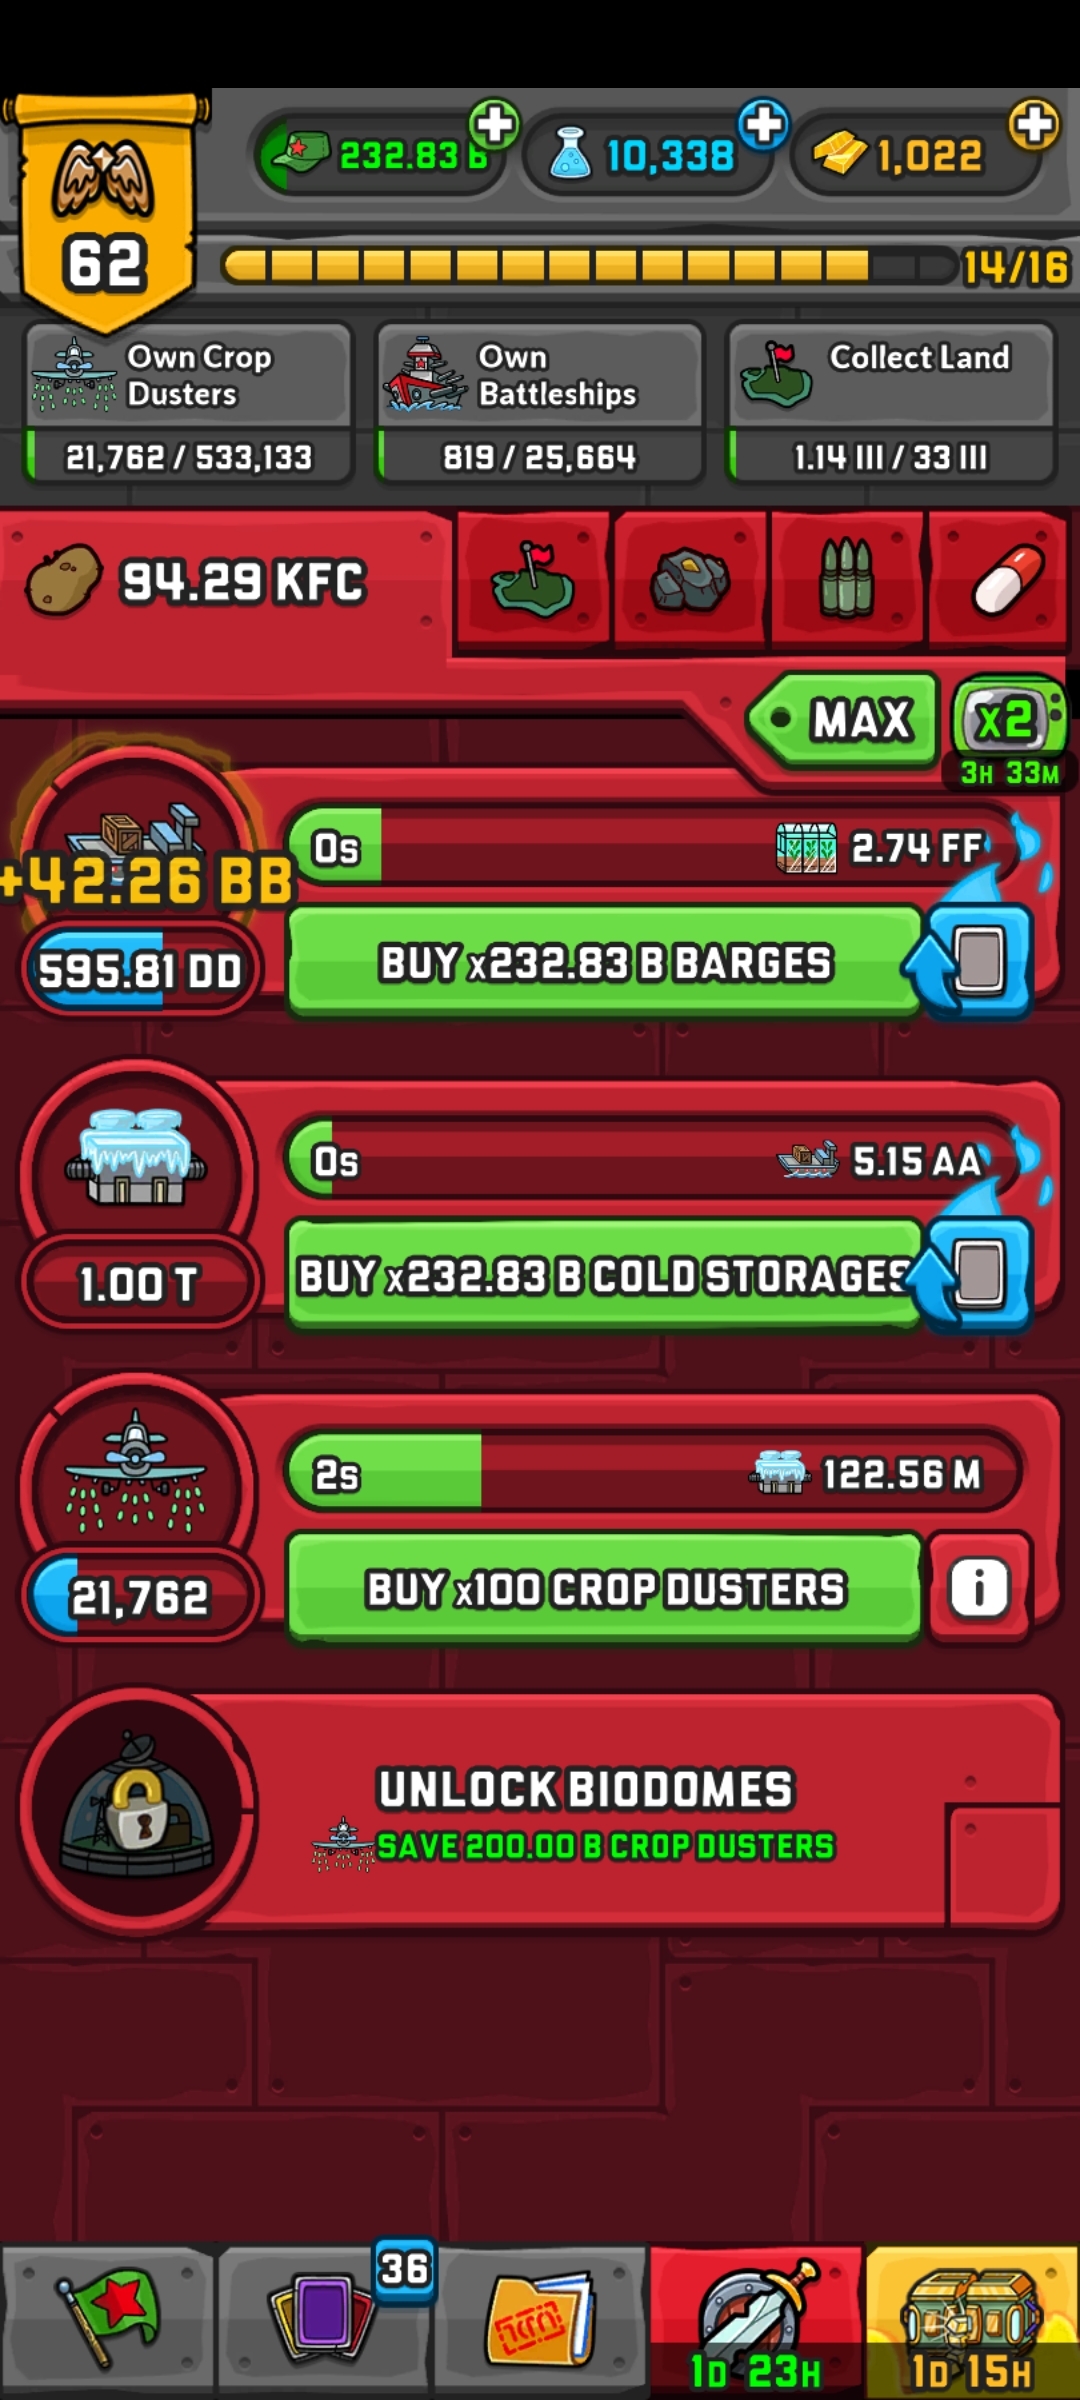 232.83 B
10,338
1,022
62
14/16
Own Crop
Dusters
21,762 / 533,133
Own
Battleships
819 / 25,664
Collect Land
1.14 III / 33 III
94.29 KFC
MAX
x2
3H 33M
0s
2.74 FF
+42.26 BB
595.81 DD
BUY x232.83 B BARGES
0s
5.15 AA
1.00 T
BUY x232.83 B COLD STORAGES
2s
122.56 M
21,762
BUY x100 CROP DUSTERS
i
UNLOCK BIODOMES
SAVE 200.00 B CROP DUSTERS
36
1D 23H
1D 15H